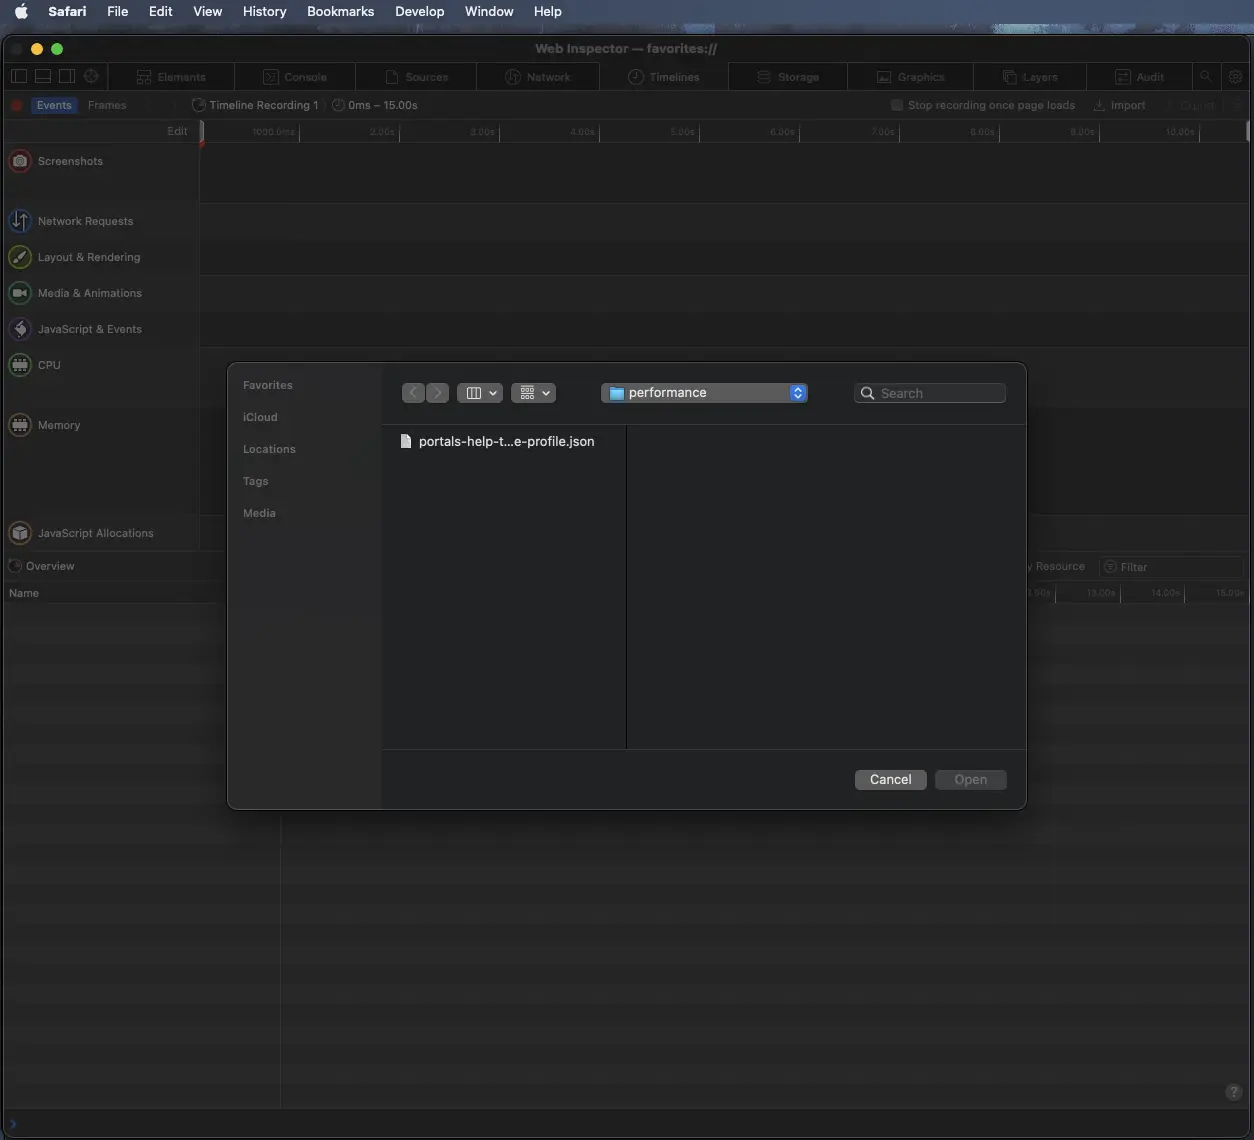 Safari File Edit View History Bookmarks Develop Window Help
Web Inspector — favorites://
Elements Console Sources Network Timelines Storage Graphics Layers Audit
Events Frames Timeline Recording 1 0ms – 15.00s Stop recording once page loads Import Export
Edit 1000.0ms 2.00s 3.00s 4.00s 5.00s 6.00s 7.00s 8.00s 9.00s 10.00s
Screenshots
Network Requests
Layout & Rendering
Media & Animations
JavaScript & Events
CPU
Memory
JavaScript Allocations
Favorites
iCloud
Locations
Tags
Media
performance
Search
portals-help-t...e-profile.json
Cancel Open
Overview y Resource Filter
Name 13.00s 14.00s 15.00s
?